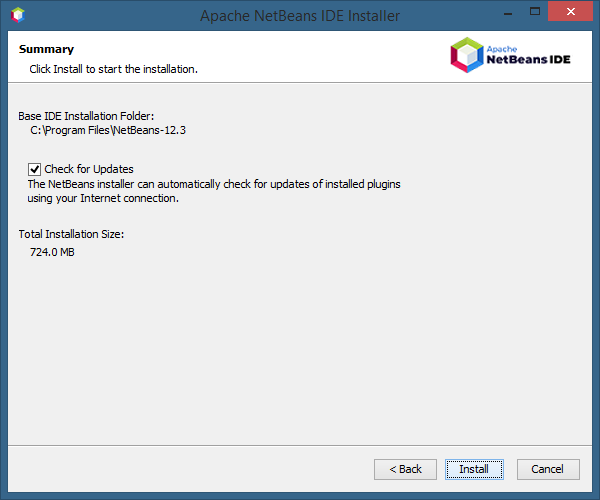 Apache NetBeans IDE Installer
Summary
Click Install to start the installation.
Apache
NetBeans IDE
Base IDE Installation Folder:
C:\Program Files\NetBeans-12.3
Check for Updates
The NetBeans installer can automatically check for updates of installed plugins
using your Internet connection.
Total Installation Size:
724.0 MB
< Back
Install
Cancel